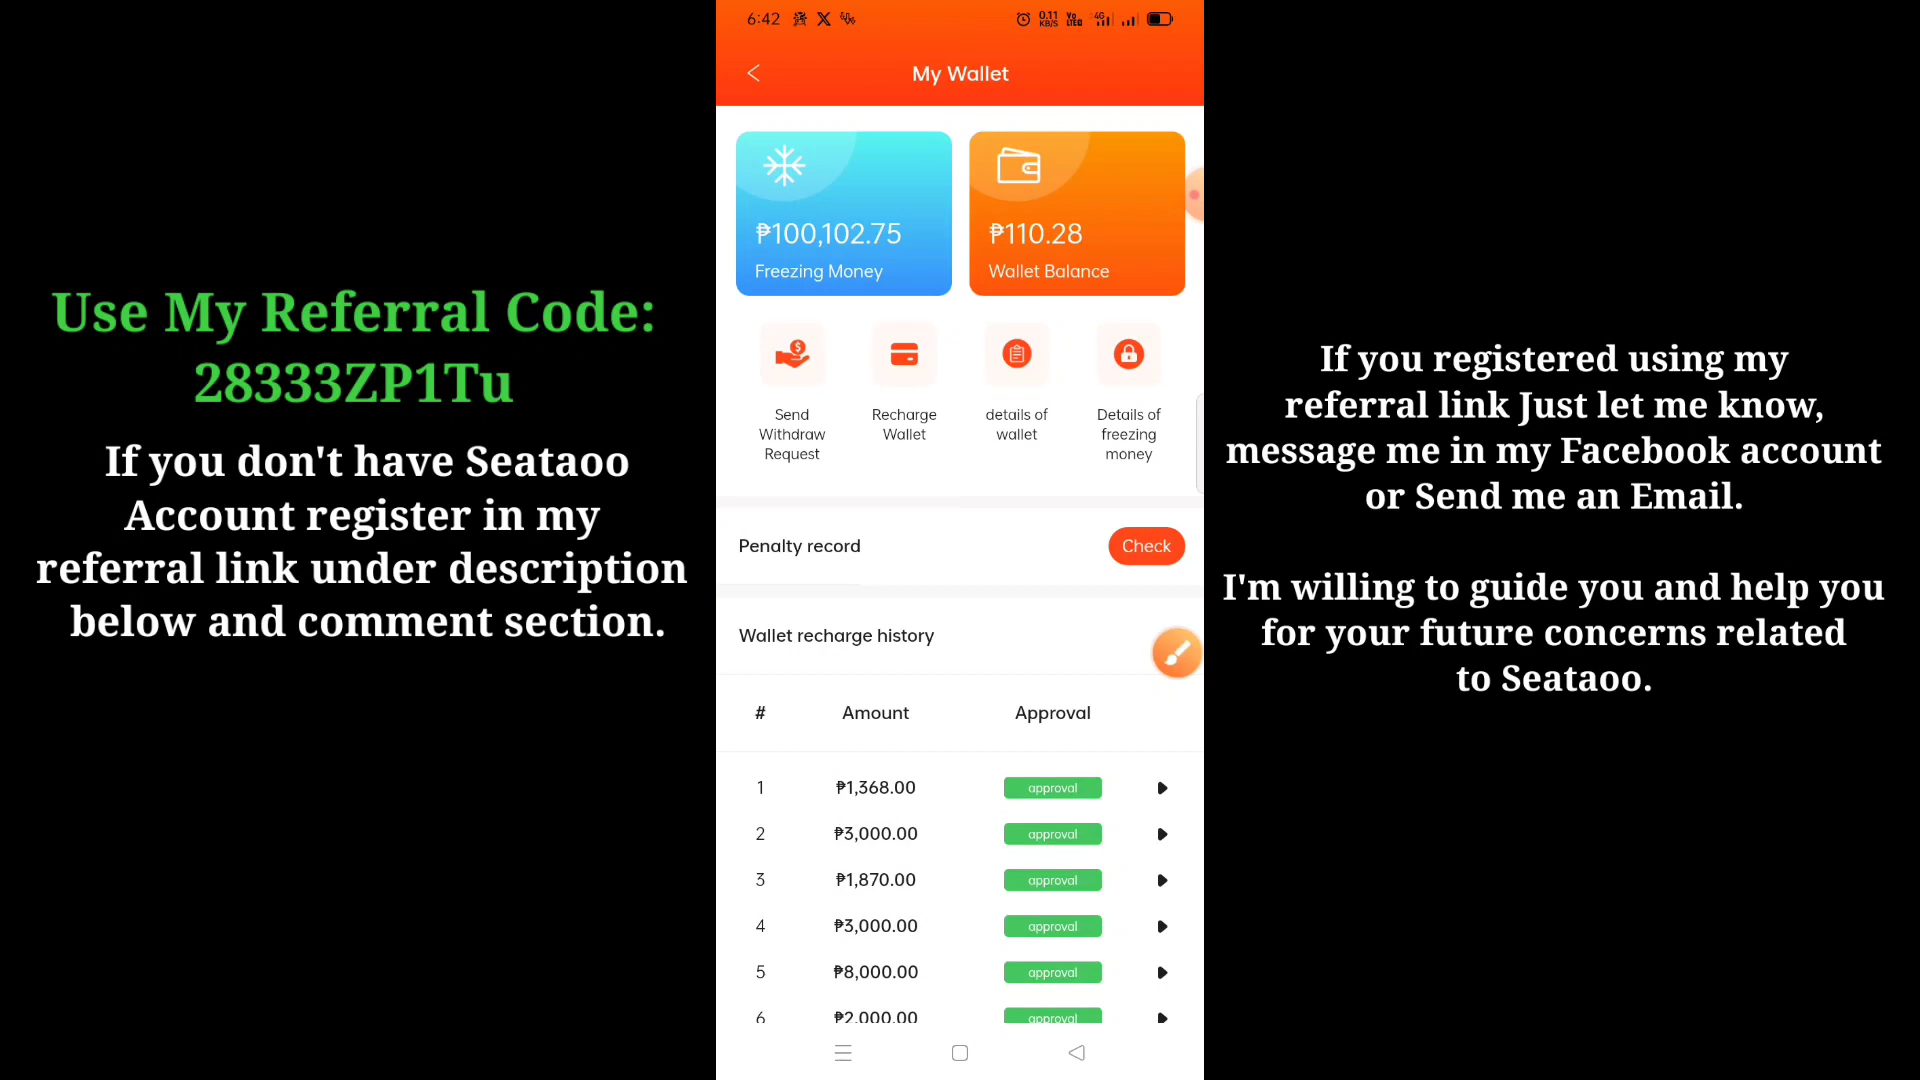 Use My Referral Code:
28333ZP1Tu
If you don't have Seataoo
Account register in my
referral link under description
below and comment section.
6:42
0.11
KB/S
Vo
LTE
4G
My Wallet
₱100,102.75
Freezing Money
₱110.28
Wallet Balance
Send
Withdraw
Request
Recharge
Wallet
details of
wallet
Details of
freezing
money
Penalty record
Check
Wallet recharge history
# Amount Approval
1 ₱1,368.00 approval
2 ₱3,000.00 approval
3 ₱1,870.00 approval
4 ₱3,000.00 approval
5 ₱8,000.00 approval
6 ₱2,000.00 approval
If you registered using my
referral link Just let me know,
message me in my Facebook account
or Send me an Email.
I'm willing to guide you and help you
for your future concerns related
to Seataoo.